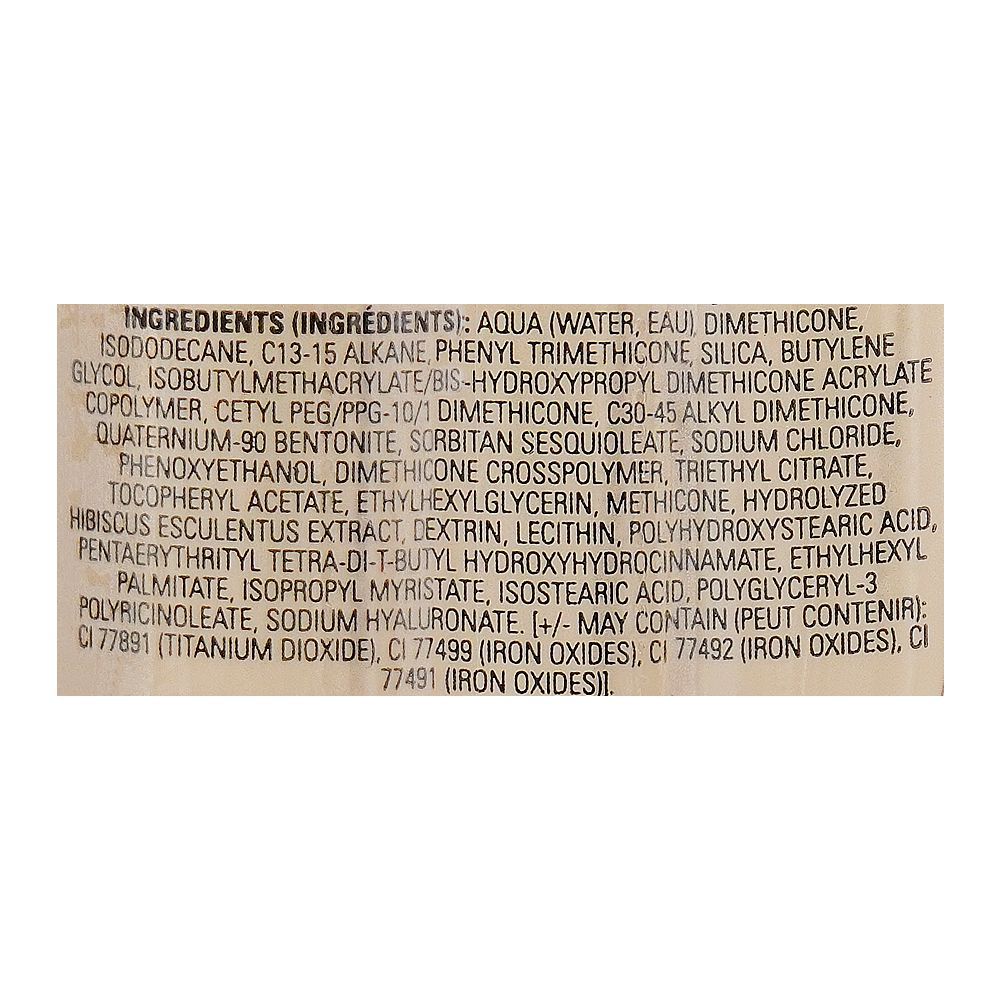 INGREDIENTS (INGRÉDIENTS): AQUA (WATER, EAU), DIMETHICONE,
ISODODECANE, C13-15 ALKANE, PHENYL TRIMETHICONE, SILICA, BUTYLENE
GLYCOL, ISOBUTYLMETHACRYLATE/BIS-HYDROXYPROPYL DIMETHICONE ACRYLATE
COPOLYMER, CETYL PEG/PPG-10/1 DIMETHICONE, C30-45 ALKYL DIMETHICONE,
QUATERNIUM-90 BENTONITE, SORBITAN SESQUIOLEATE, SODIUM CHLORIDE,
PHENOXYETHANOL, DIMETHICONE CROSSPOLYMER, TRIETHYL CITRATE,
TOCOPHERYL ACETATE, ETHYLHEXYLGLYCERIN, METHICONE, HYDROLYZED
HIBISCUS ESCULENTUS EXTRACT, DEXTRIN, LECITHIN, POLYHYDROXYSTEARIC ACID,
PENTAERYTHRITYL TETRA-DI-T-BUTYL HYDROXYHYDROCINNAMATE, ETHYLHEXYL
PALMITATE, ISOPROPYL MYRISTATE, ISOSTEARIC ACID, POLYGLYCERYL-3
POLYRICINOLEATE, SODIUM HYALURONATE. [+/- MAY CONTAIN (PEUT CONTENIR):
CI 77891 (TITANIUM DIOXIDE), CI 77499 (IRON OXIDES), CI 77492 (IRON OXIDES), CI
77491 (IRON OXIDES)].